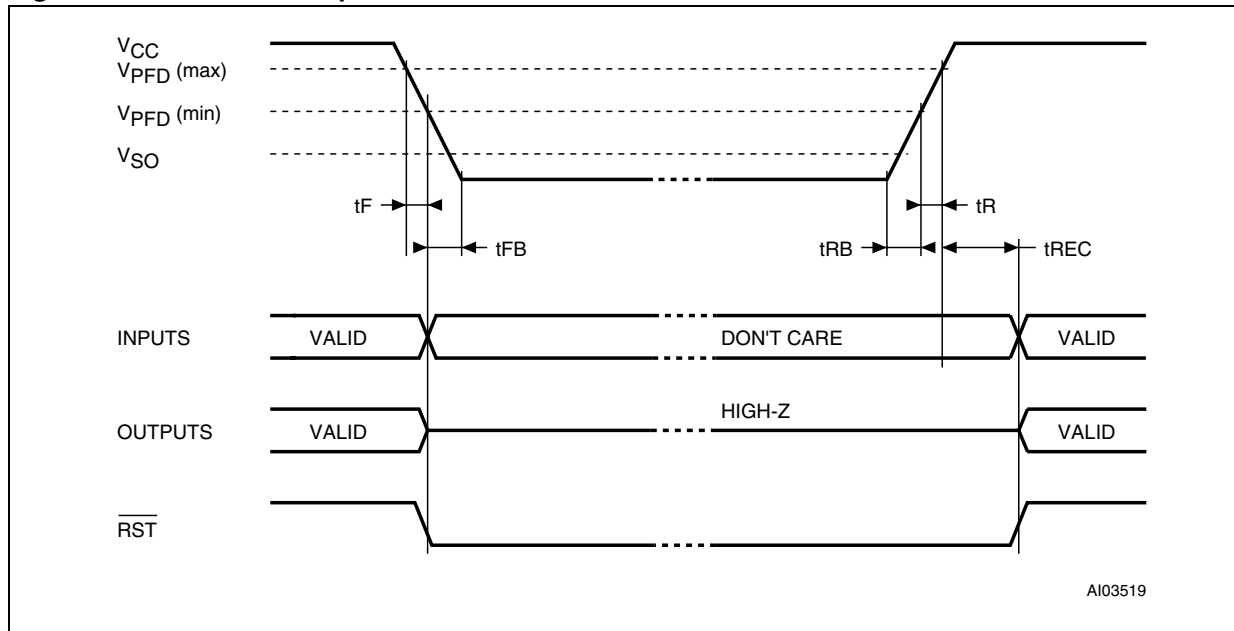 VCC
VPFD (max)
VPFD (min)
VSO
tF
tR
tFB
tRB
tREC
INPUTS VALID DON'T CARE VALID
HIGH-Z
OUTPUTS VALID VALID
RST
AI03519